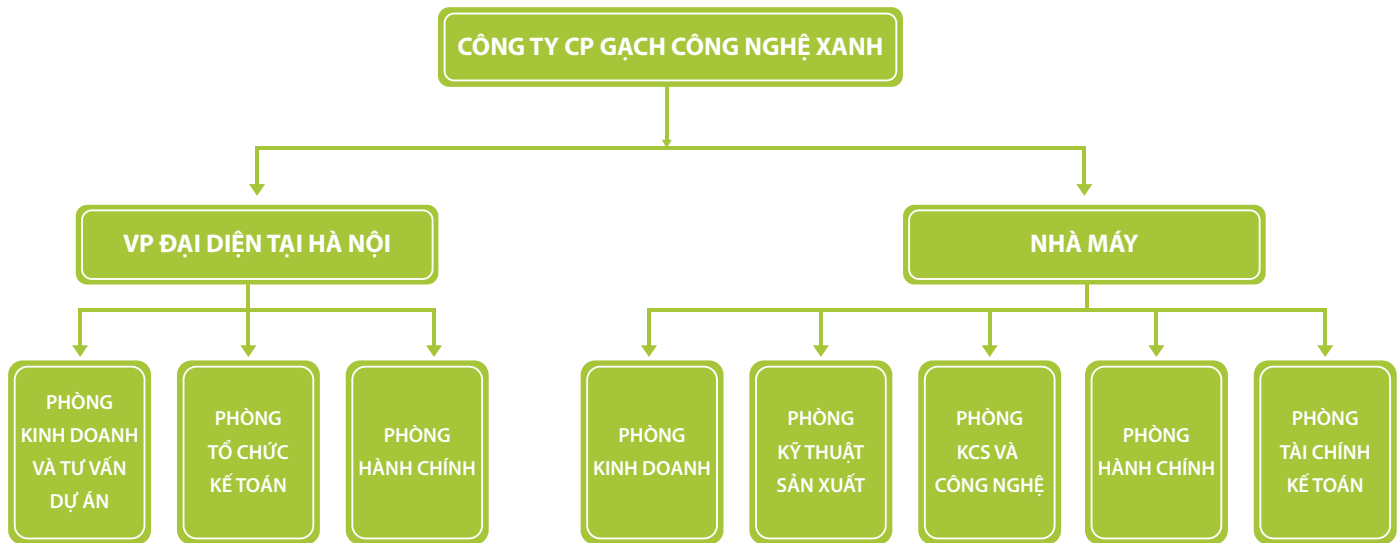 CÔNG TY CP GẠCH CÔNG NGHỆ XANH
VP ĐẠI DIỆN TẠI HÀ NỘI
NHÀ MÁY
PHÒNG
KINH DOANH
VÀ TƯ VẤN
DỰ ÁN
PHÒNG
TỔ CHỨC
KẾ TOÁN
PHÒNG
HÀNH CHÍNH
PHÒNG
KINH DOANH
PHÒNG
KỸ THUẬT
SẢN XUẤT
PHÒNG
KCS VÀ
CÔNG NGHỆ
PHÒNG
HÀNH CHÍNH
PHÒNG
TÀI CHÍNH
KẾ TOÁN